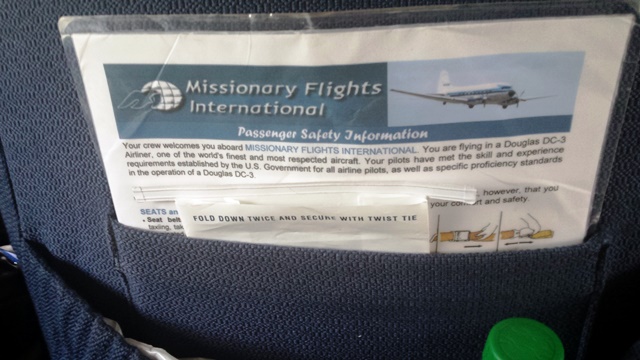 Missionary Flights
International
Passenger Safety Information
Your crew welcomes you aboard MISSIONARY FLIGHTS INTERNATIONAL. You are flying in a Douglas DC-3
Airliner, one of the world's finest and most respected aircraft. Your pilots have met the skill and experience
requirements established by the U.S. Government for all airline pilots, as well as specific proficiency standards
in the operation of a Douglas DC-3.
however, that you
your comfort and safety.
SEATS an
• Seat belt
taxiing, tak
FOLD DOWN TWICE AND SECURE WITH TWIST TIE